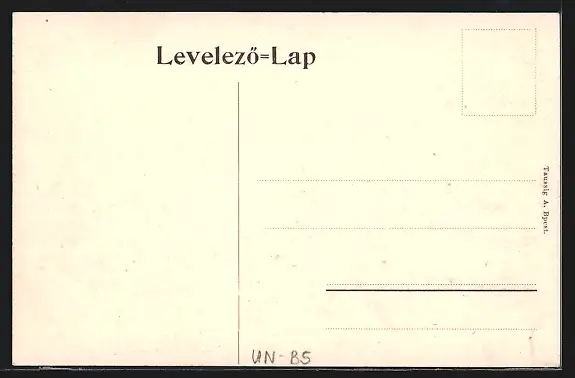 Levelező=Lap
Taussig A. Bpest.
UN-B5